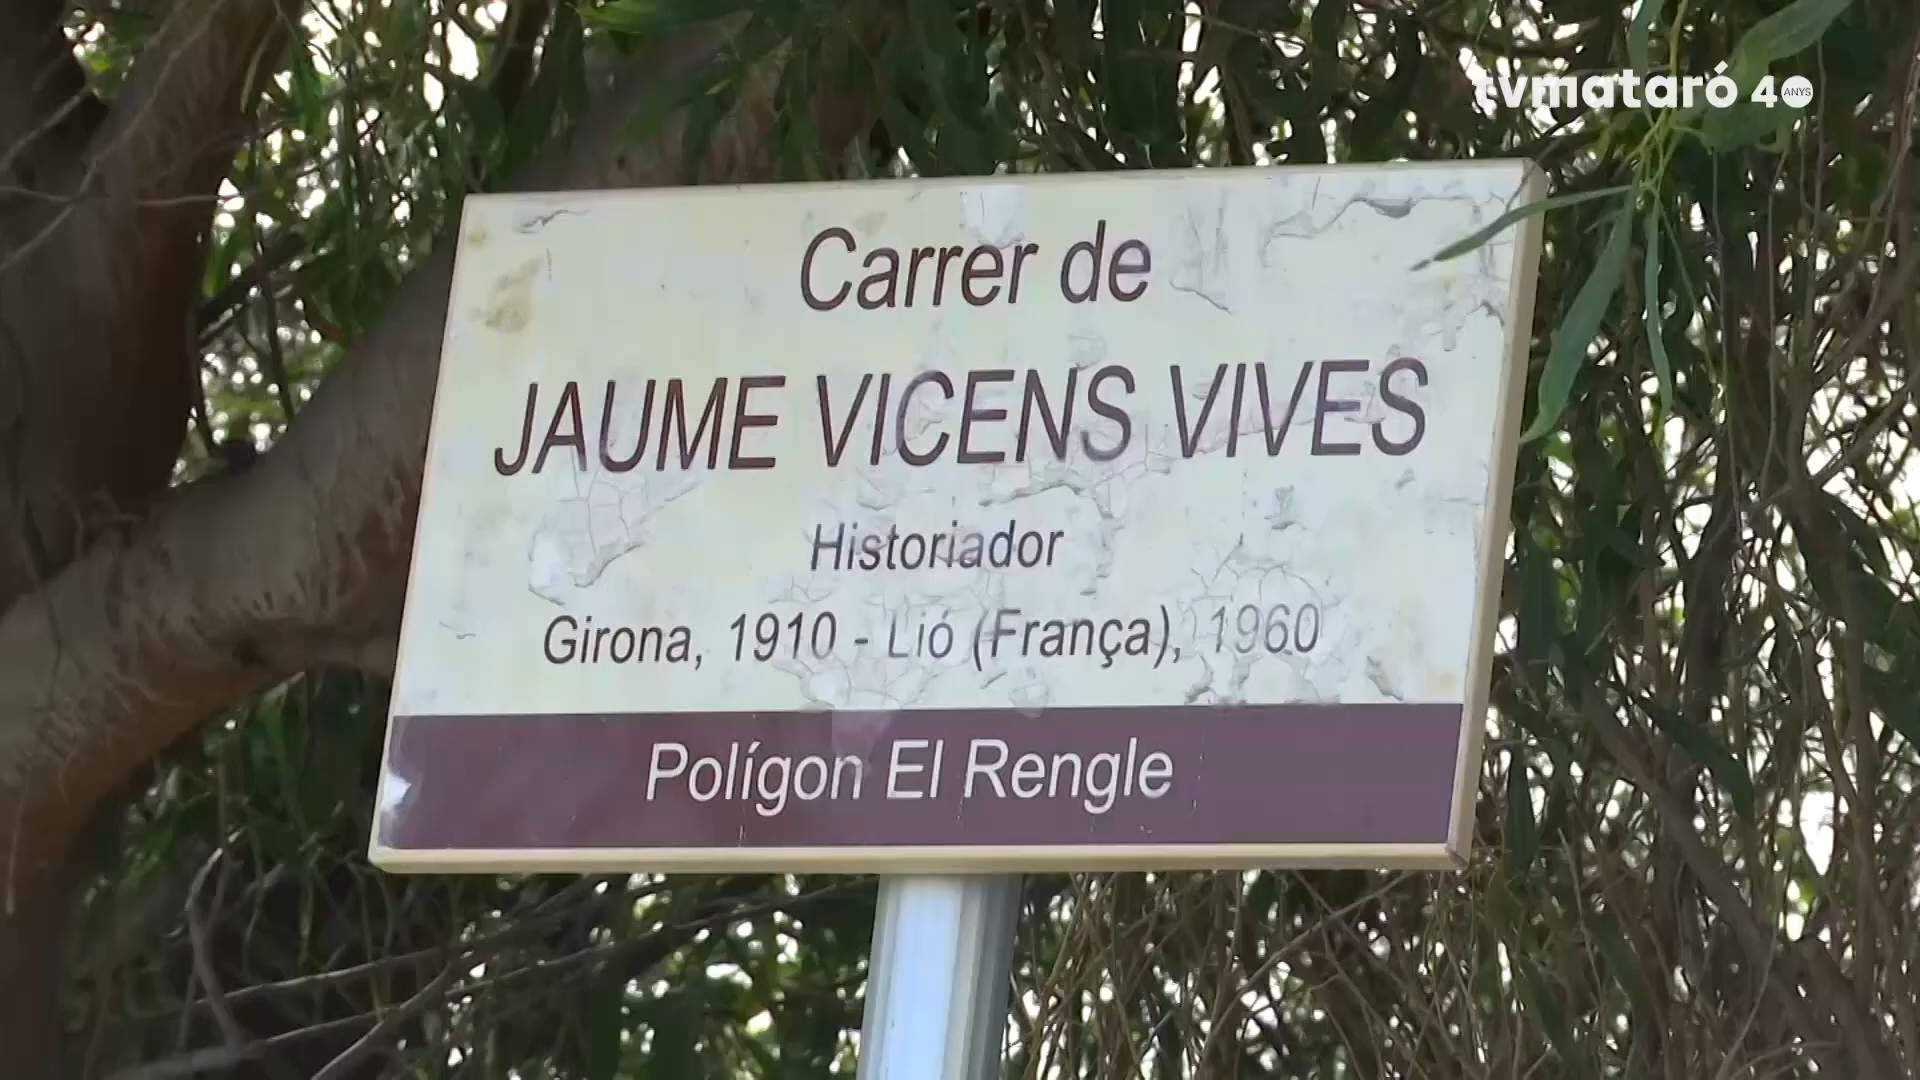 tvmataró 40 ANYS
Carrer de
JAUME VICENS VIVES
Historiador
Girona, 1910 - Lió (França), 1960
Polígon El Rengle